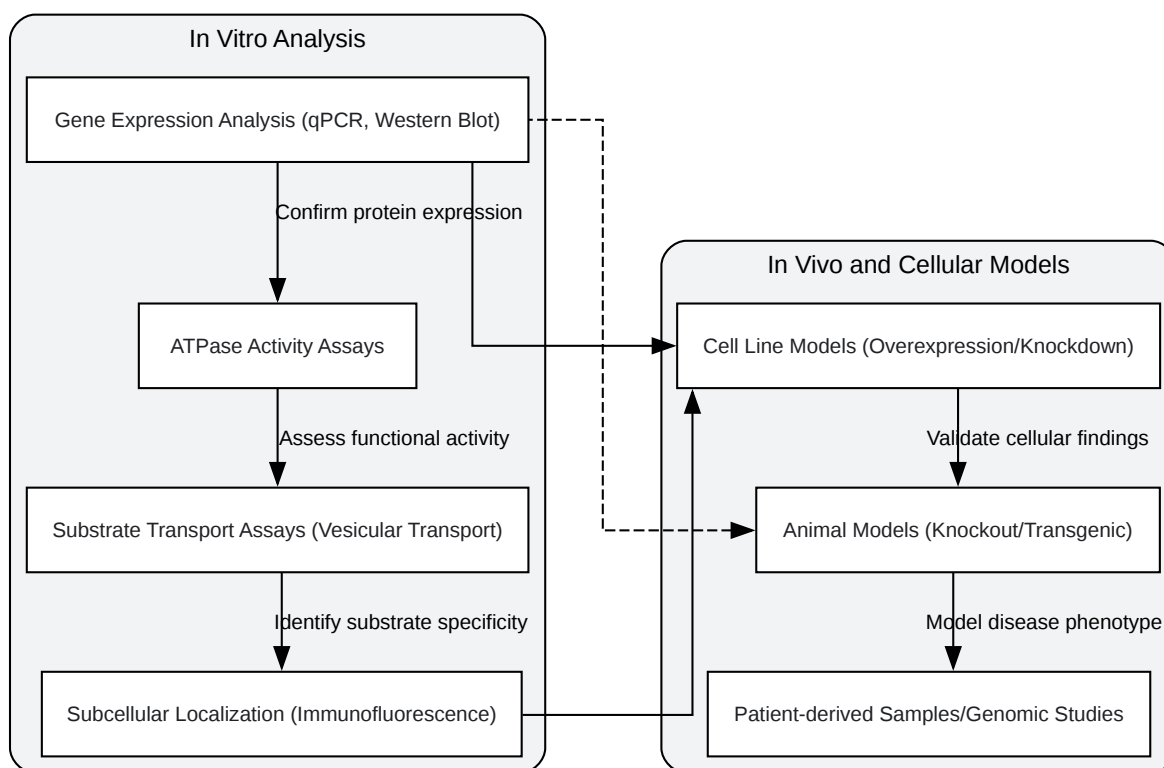 In Vitro Analysis
Gene Expression Analysis (qPCR, Western Blot)
Confirm protein expression
ATPase Activity Assays
Assess functional activity
Substrate Transport Assays (Vesicular Transport)
Identify substrate specificity
Subcellular Localization (Immunofluorescence)
In Vivo and Cellular Models
Cell Line Models (Overexpression/Knockdown)
Validate cellular findings
Animal Models (Knockout/Transgenic)
Model disease phenotype
Patient-derived Samples/Genomic Studies